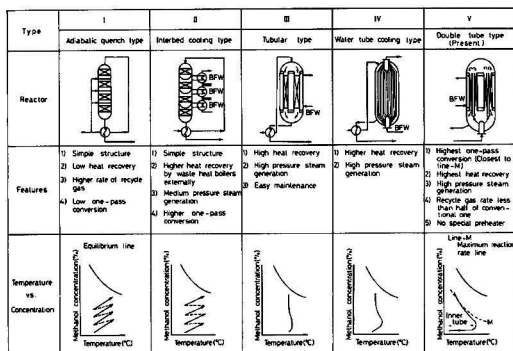 Type
I
Adiabatic quench type
II
Interbed cooling type
III
Tubular type
IV
Water tube cooling type
V
Double tube type
(Present)
Reactor
BFW
BFW
BFW
BFW
BFW
BFW
Features
1) Simple structure
2) Low heat recovery
3) Higher rate of recycle
gas
4) Low one-pass
conversion
1) Simple structure
2) Higher heat recovery
by waste heat boilers
externally
3) Medium pressure steam
generation
4) Higher one-pass
conversion
1) High heat recovery
2) High pressure steam
generation
3) Easy maintenance
1) Higher heat recovery
2) High pressure steam
generation
1) Highest one-pass
conversion (Closest to
line-M)
2) Highest heat recovery
3) High pressure steam
generation
4) Recycle gas rate less
than half of conven-
tional one
5) No special preheater
Temperature
vs.
Concentration
Methanol concentration(%)
Equilibrium line
Temperature(℃)
Methanol concentration(%)
Temperature(℃)
Methanol concentration(%)
Temperature(℃)
Methanol concentration(%)
Temperature(℃)
Line-M
Maximum reaction
rate line
Methanol concentration(%)
Inner
tube
M
Temperature(℃)